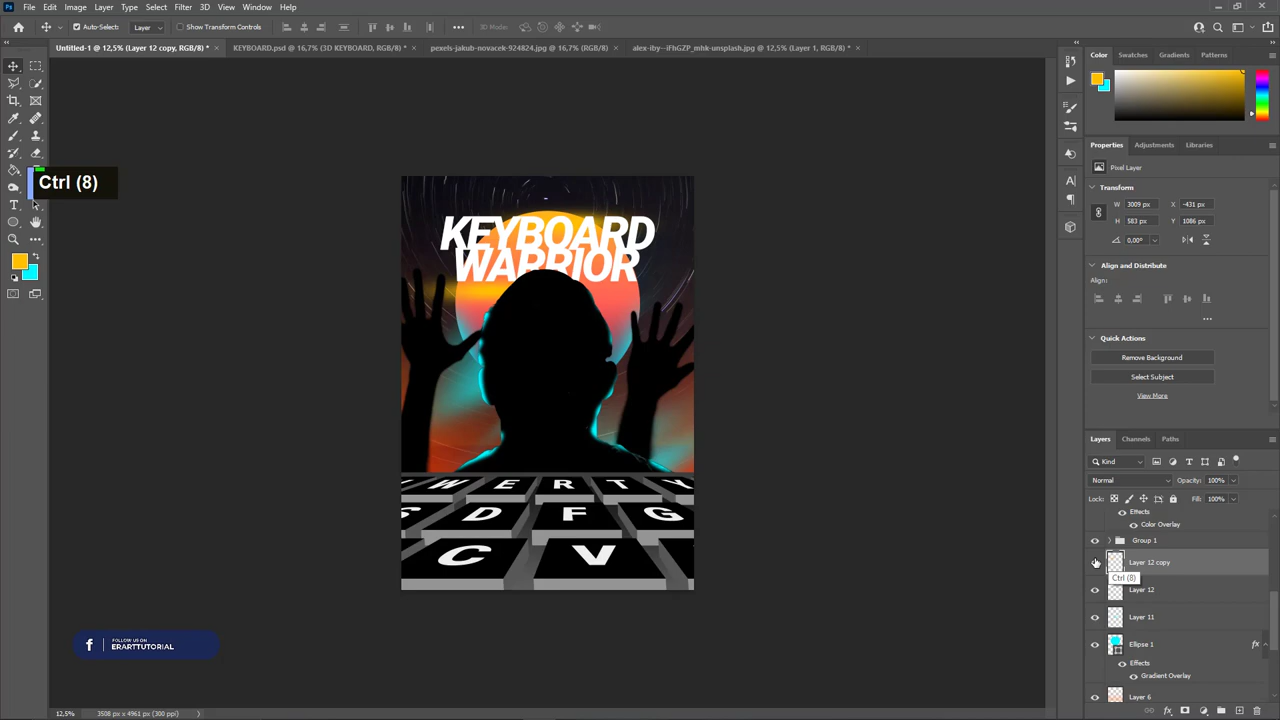 File Edit Image Layer Type Select Filter 3D View Window Help
Auto-Select: Layer Show Transform Controls 3D Mode:
Untitled-1 @ 12,5% (Layer 12 copy, RGB/8) * KEYBOARD.psd @ 16,7% (3D KEYBOARD, RGB/8) * pexels-jakub-novacek-924824.jpg @ 16,7% (RGB/8) alex-iby--iFhGZP_mhk-unsplash.jpg @ 12,5% (Layer 1, RGB/8) *
Ctrl (8)
KEYBOARD
WARRIOR
W E R T Y
S D F G
C V
FOLLOW US ON
ERARTTUTORIAL
12,5% 3508 px x 4961 px (300 ppi)
Color Swatches Gradients Patterns
Properties Adjustments Libraries
Pixel Layer
Transform
W 3009 px X -431 px
H 583 px Y 1086 px
0,00°
Align and Distribute
Align:
Quick Actions
Remove Background
Select Subject
View More
Layers Channels Paths
Kind
Normal Opacity: 100%
Lock: Fill: 100%
Effects
Color Overlay
Group 1
Layer 12 copy
Ctrl (8)
Layer 12
Layer 11
Ellipse 1 fx
Effects
Gradient Overlay
Layer 6